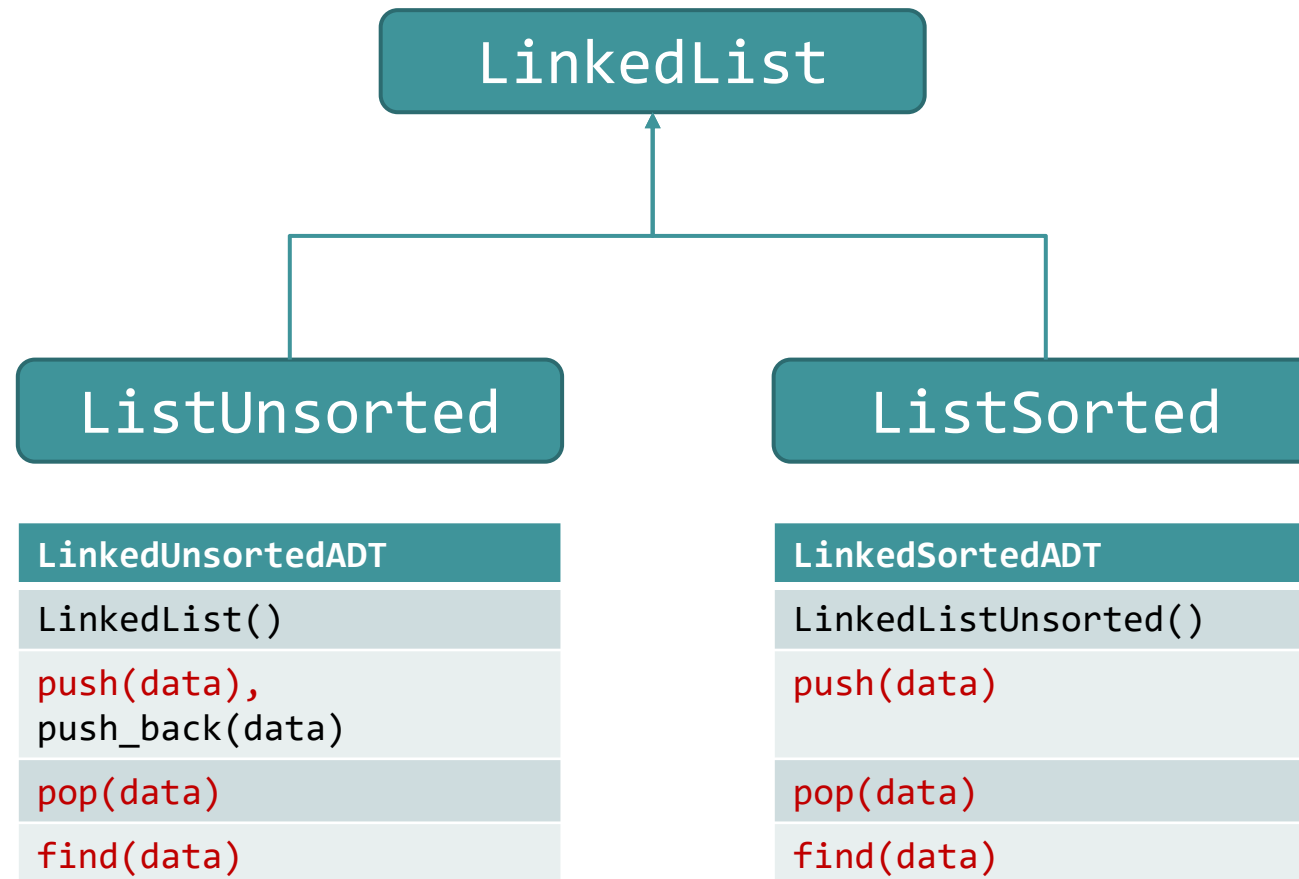 LinkedList
ListUnsorted
ListSorted
LinkedUnsortedADT
LinkedList()
push(data),
push_back(data)
pop(data)
find(data)
LinkedSortedADT
LinkedListUnsorted()
push(data)
pop(data)
find(data)